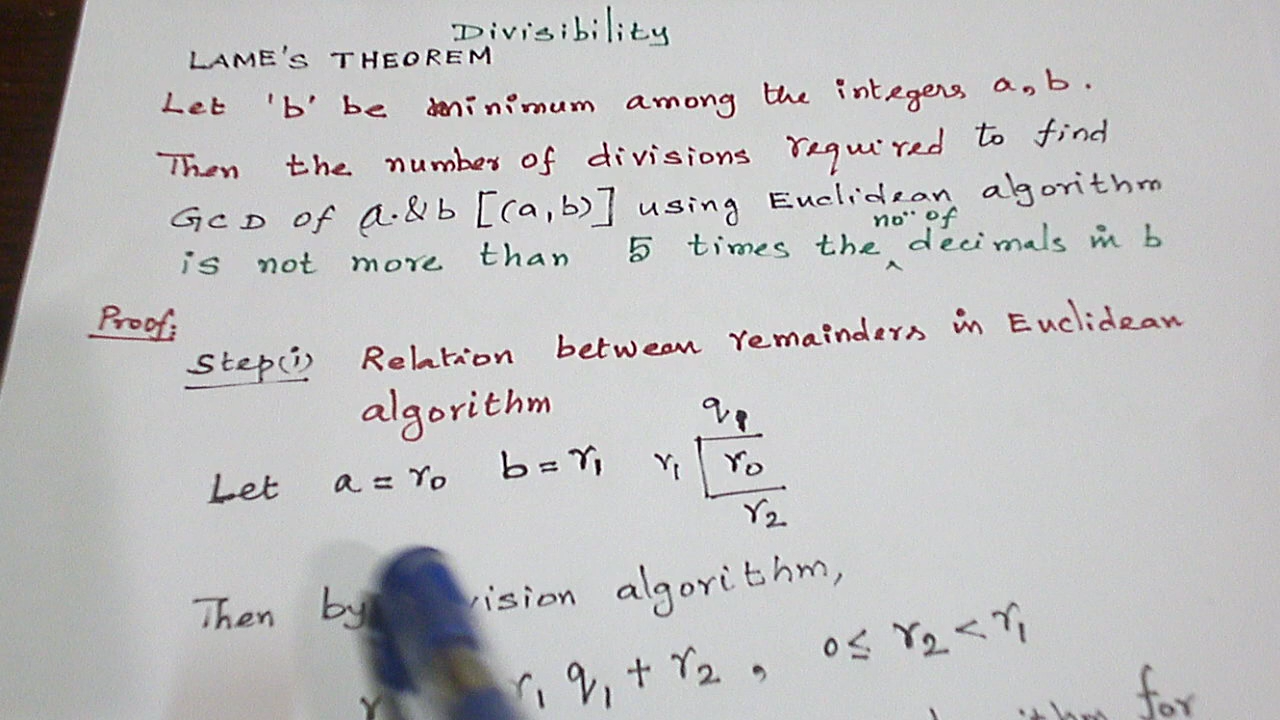 Divisibility
LAME'S THEOREM
Let 'b' be minimum among the integers a, b.
Then the number of divisions required to find
GCD of a.&b [(a,b)] using Euclidean algorithm
no. of
is not more than 5 times the ^ decimals in b
Proof:
Step(i) Relation between remainders in Euclidean
algorithm
q₁
Let a = r₀ b = r₁ r₁ r₀
r₂
Then by algorithm,
r₁ q₁ + r₂ , 0 ≤ r₂ < r₁
for